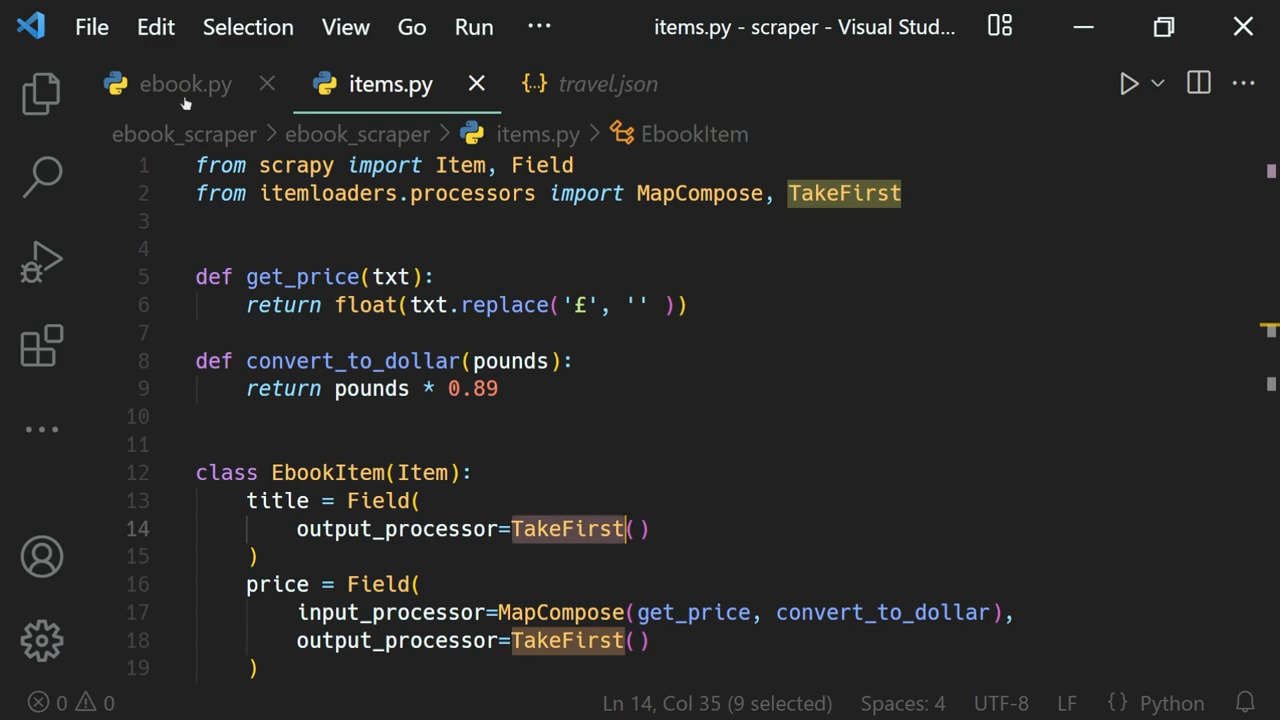 File Edit Selection View Go Run ··· items.py - scraper - Visual Stud...
ebook.py items.py {..} travel.json
ebook_scraper > ebook_scraper > items.py > EbookItem
1 from scrapy import Item, Field
2 from itemloaders.processors import MapCompose, TakeFirst
3
4
5 def get_price(txt):
6 return float(txt.replace('£', '' ))
7
8 def convert_to_dollar(pounds):
9 return pounds * 0.89
10
11
12 class EbookItem(Item):
13 title = Field(
14 output_processor=TakeFirst()
15 )
16 price = Field(
17 input_processor=MapCompose(get_price, convert_to_dollar),
18 output_processor=TakeFirst()
19 )
0 0 Ln 14, Col 35 (9 selected) Spaces: 4 UTF-8 LF {} Python